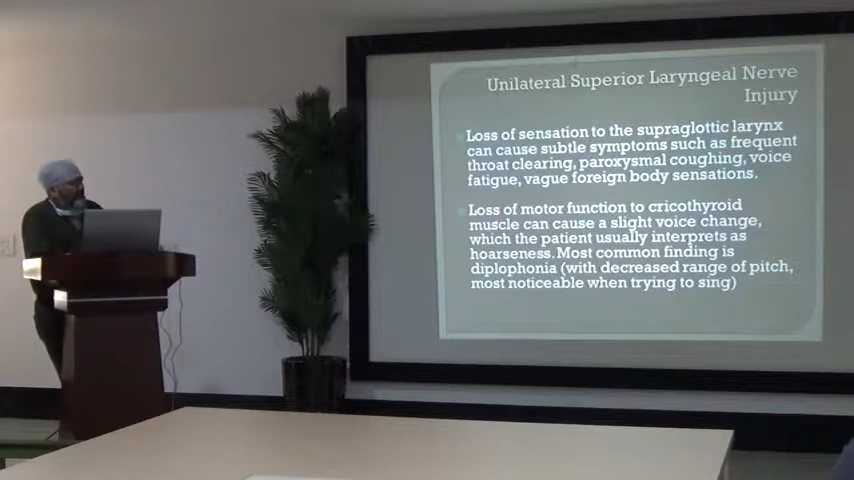 Unilateral Superior Laryngeal Nerve
Injury
Loss of sensation to the supraglottic larynx
can cause subtle symptoms such as frequent
throat clearing, paroxysmal coughing, voice
fatigue, vague foreign body sensations.
Loss of motor function to cricothyroid
muscle can cause a slight voice change,
which the patient usually interprets as
hoarseness. Most common finding is
diplophonia (with decreased range of pitch,
most noticeable when trying to sing)